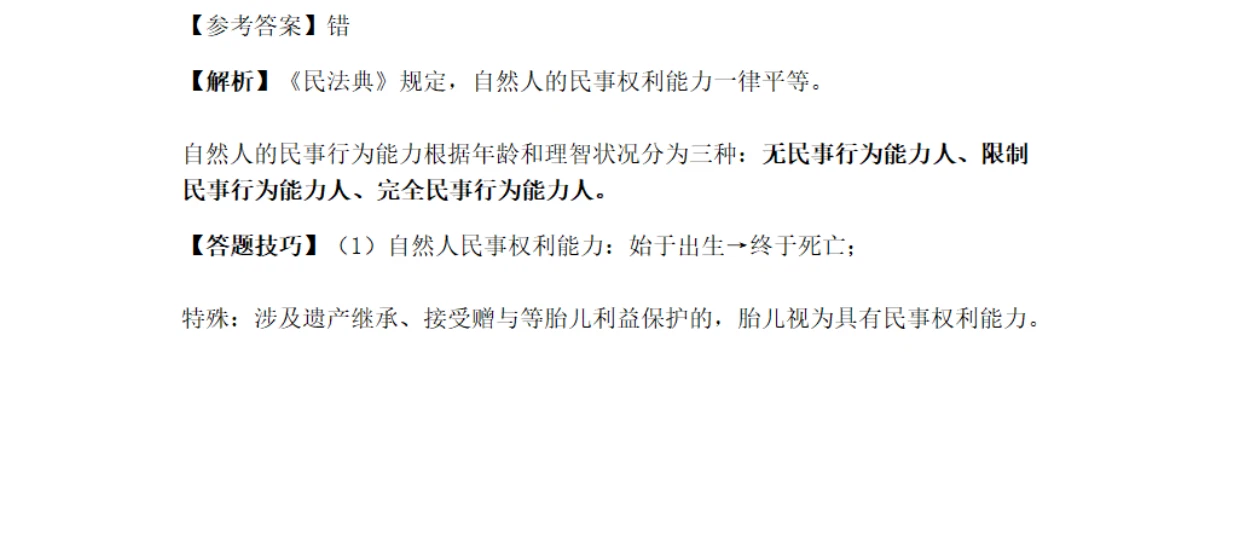 【参考答案】错
【解析】《民法典》规定，自然人的民事权利能力一律平等。
自然人的民事行为能力根据年龄和理智状况分为三种：无民事行为能力人、限制
民事行为能力人、完全民事行为能力人。
【答题技巧】（1）自然人民事权利能力：始于出生→终于死亡；
特殊：涉及遗产继承、接受赠与等胎儿利益保护的，胎儿视为具有民事权利能力。